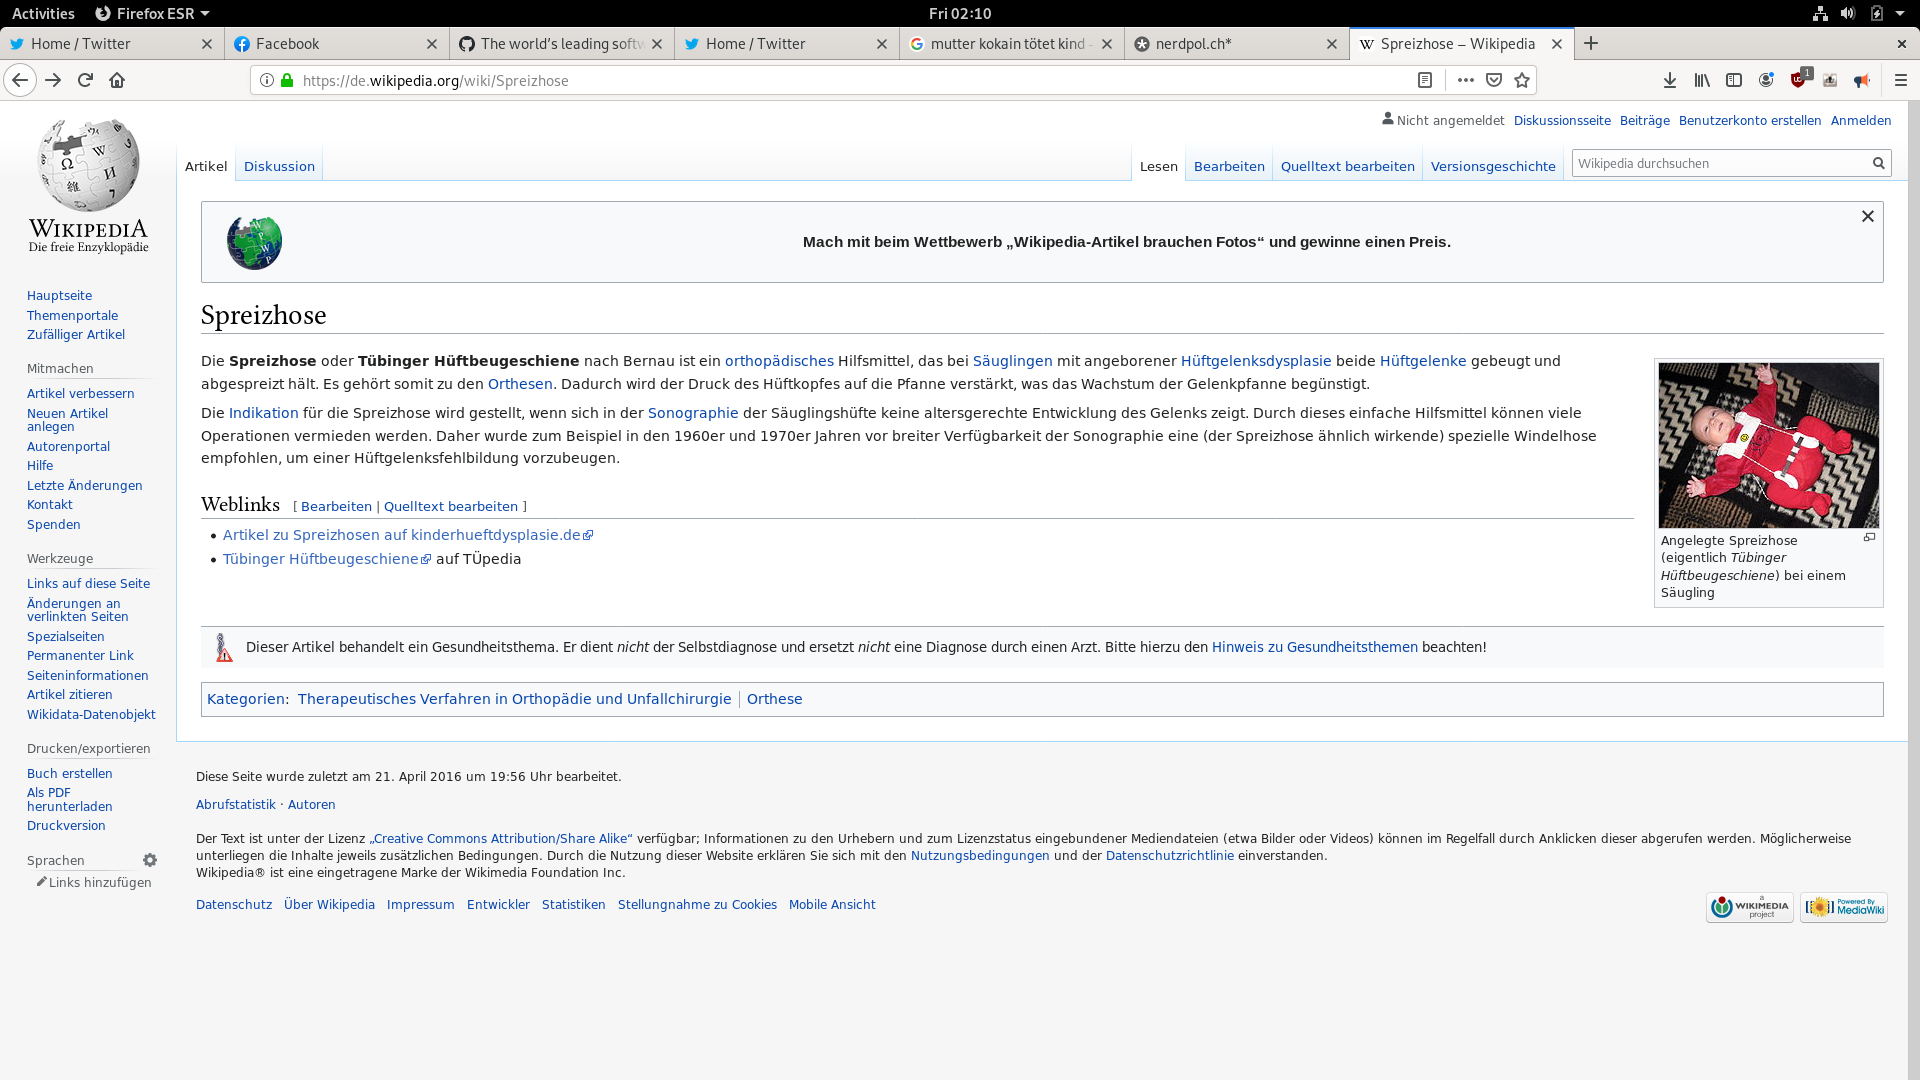 Activities Firefox ESR Fri 02:10
Home / Twitter Facebook The world's leading softw Home / Twitter mutter kokain tötet kind - nerdpol.ch* Spreizhose – Wikipedia
https://de.wikipedia.org/wiki/Spreizhose 1
Nicht angemeldet Diskussionsseite Beiträge Benutzerkonto erstellen Anmelden
Artikel Diskussion Lesen Bearbeiten Quelltext bearbeiten Versionsgeschichte Wikipedia durchsuchen
WIKIPEDIA
Die freie Enzyklopädie
Hauptseite
Themenportale
Zufälliger Artikel
Mitmachen
Artikel verbessern
Neuen Artikel
anlegen
Autorenportal
Hilfe
Letzte Änderungen
Kontakt
Spenden
Werkzeuge
Links auf diese Seite
Änderungen an
verlinkten Seiten
Spezialseiten
Permanenter Link
Seiteninformationen
Artikel zitieren
Wikidata-Datenobjekt
Drucken/exportieren
Buch erstellen
Als PDF
herunterladen
Druckversion
Sprachen
Links hinzufügen
Mach mit beim Wettbewerb „Wikipedia-Artikel brauchen Fotos“ und gewinne einen Preis.
Spreizhose
Die Spreizhose oder Tübinger Hüftbeugeschiene nach Bernau ist ein orthopädisches Hilfsmittel, das bei Säuglingen mit angeborener Hüftgelenksdysplasie beide Hüftgelenke gebeugt und
abgespreizt hält. Es gehört somit zu den Orthesen. Dadurch wird der Druck des Hüftkopfes auf die Pfanne verstärkt, was das Wachstum der Gelenkpfanne begünstigt.
Die Indikation für die Spreizhose wird gestellt, wenn sich in der Sonographie der Säuglingshüfte keine altersgerechte Entwicklung des Gelenks zeigt. Durch dieses einfache Hilfsmittel können viele
Operationen vermieden werden. Daher wurde zum Beispiel in den 1960er und 1970er Jahren vor breiter Verfügbarkeit der Sonographie eine (der Spreizhose ähnlich wirkende) spezielle Windelhose
empfohlen, um einer Hüftgelenksfehlbildung vorzubeugen.
Angelegte Spreizhose
(eigentlich Tübinger
Hüftbeugeschiene) bei einem
Säugling
Weblinks [ Bearbeiten | Quelltext bearbeiten ]
• Artikel zu Spreizhosen auf kinderhueftdysplasie.de
• Tübinger Hüftbeugeschiene auf TÜpedia
Dieser Artikel behandelt ein Gesundheitsthema. Er dient nicht der Selbstdiagnose und ersetzt nicht eine Diagnose durch einen Arzt. Bitte hierzu den Hinweis zu Gesundheitsthemen beachten!
Kategorien: Therapeutisches Verfahren in Orthopädie und Unfallchirurgie | Orthese
Diese Seite wurde zuletzt am 21. April 2016 um 19:56 Uhr bearbeitet.
Abrufstatistik · Autoren
Der Text ist unter der Lizenz „Creative Commons Attribution/Share Alike“ verfügbar; Informationen zu den Urhebern und zum Lizenzstatus eingebundener Mediendateien (etwa Bilder oder Videos) können im Regelfall durch Anklicken dieser abgerufen werden. Möglicherweise
unterliegen die Inhalte jeweils zusätzlichen Bedingungen. Durch die Nutzung dieser Website erklären Sie sich mit den Nutzungsbedingungen und der Datenschutzrichtlinie einverstanden.
Wikipedia® ist eine eingetragene Marke der Wikimedia Foundation Inc.
Datenschutz Über Wikipedia Impressum Entwickler Statistiken Stellungnahme zu Cookies Mobile Ansicht
a
WIKIMEDIA
project
Powered By
MediaWiki